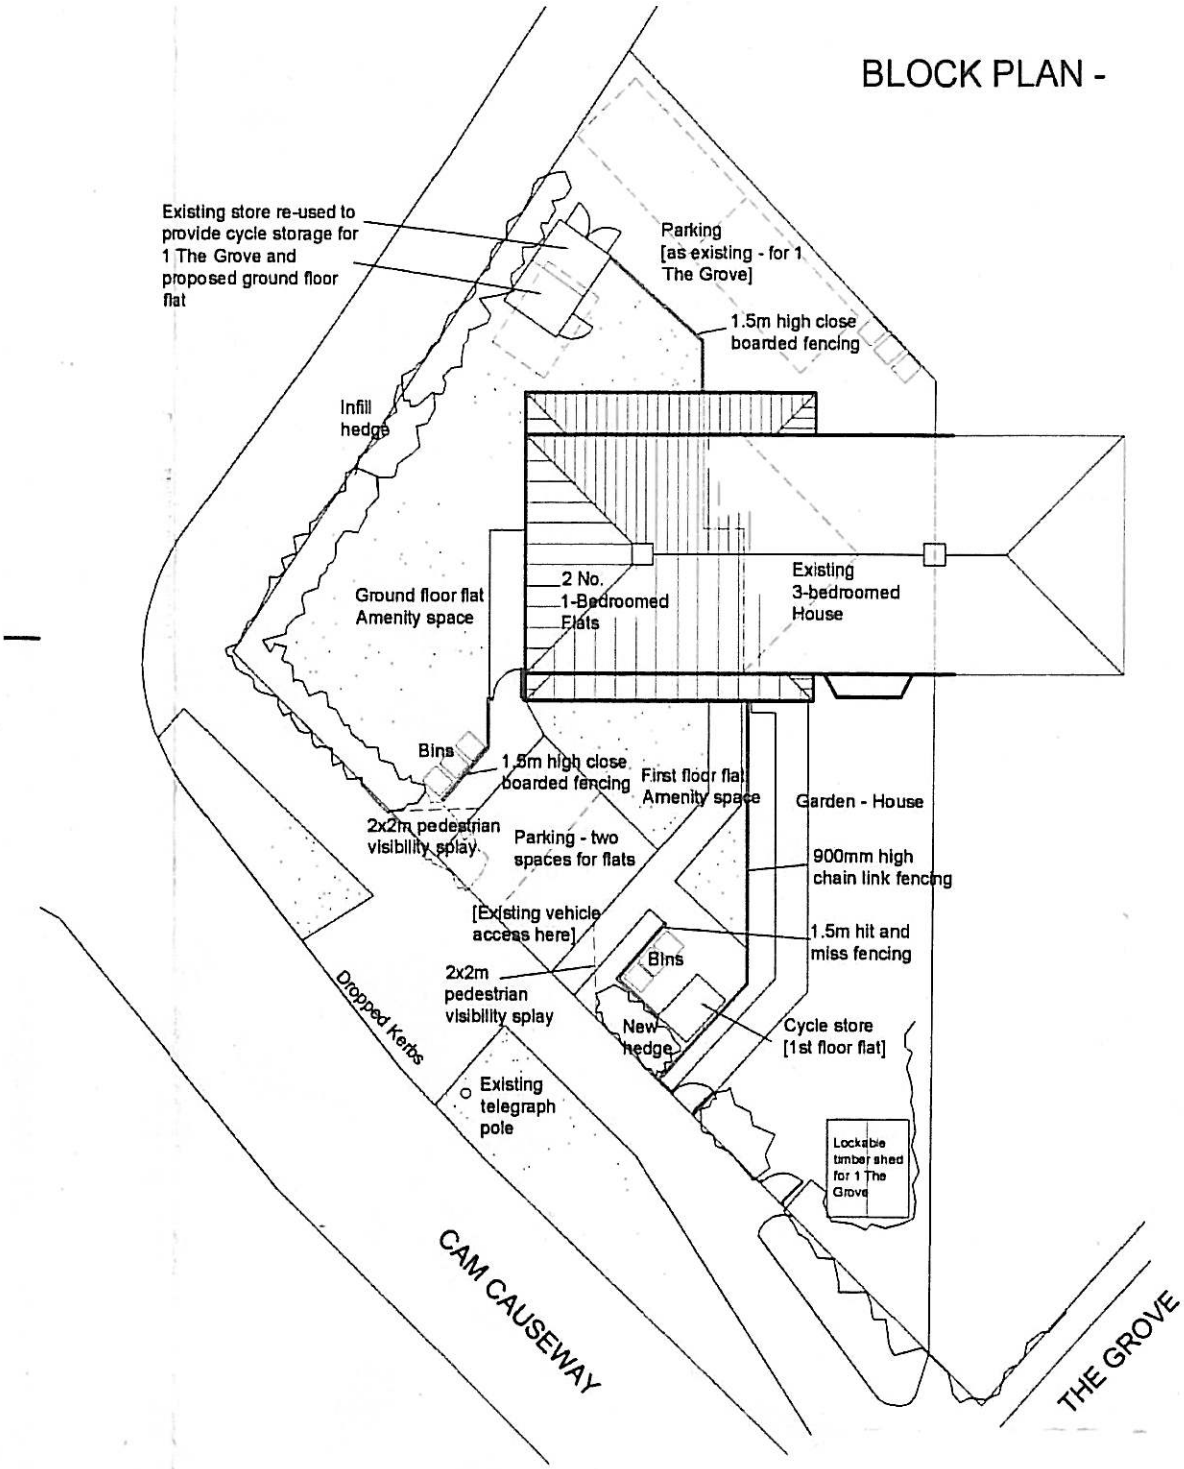 BLOCK PLAN -
Existing store re-used to
provide cycle storage for
1 The Grove and
proposed ground floor
flat
Parking
[as existing - for 1
The Grove]
1.5m high close
boarded fencing
Infill
hedge
Ground floor flat
Amenity space
2 No.
1-Bedroomed
Flats
Existing
3-bedroomed
House
Bins
1.5m high close
boarded fencing
First floor flat
Amenity space
Garden - House
2x2m pedestrian
visibility splay
Parking - two
spaces for flats
900mm high
chain link fencing
[Existing vehicle
access here]
1.5m hit and
miss fencing
Bins
2x2m
pedestrian
visibility splay
New
hedge
Cycle store
[1st floor flat]
Dropped Kerbs
Existing
telegraph
pole
Lockable
timber shed
for 1 The
Grove
CAM CAUSEWAY
THE GROVE